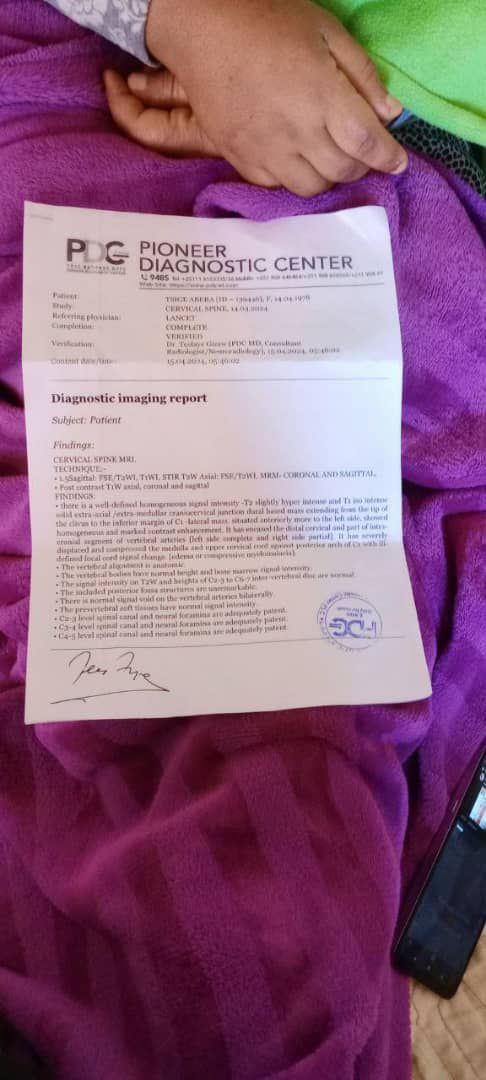 PDC PIONEER
DIAGNOSTIC CENTER
9485
Patient: TSIGE ABERA (ID – 139446), F, 14.04.1978
Study: CERVICAL SPINE, 14.04.2024
Referring physician: LANCET
Completion: COMPLETE
VERIFIED
Verification: Dr. Tesfaye Gizaw (PDC MD, Consultant
Radiologist/Neuroradiology), 15.04.2024, 05:46:02
Content date/time: 15.04.2024, 05:46:02
Diagnostic imaging report
Subject: Patient
Findings:
CERVICAL SPINE MRI.
TECHNIQUE:-
• 1.5Sagittal: FSE/T2WI, T1WI, STIR T2W Axial: FSE/T2WI. MRM- CORONAL AND SAGITTAL.
• Post contrast T1W axial, coronal and sagittal
FINDINGS:
• there is a well-defined homogeneous signal intensity -T2 slightly hyper intense and T1 iso intense
solid extra-axial /extra-medullar craniocervical junction dural based mass extending from the tip of
the clivus to the inferior margin of C1 -lateral mass, situated interiorly more to the left side, showed
homogenous and marked contrast enhancement. It has encased the distal cervical and part of intra-
cranial segment of vertebral arteries [left side complete and right side partial]. It has severely
displaced and compressed the medulla and upper cervical cord against posterior arch of C1 with ill-
defined focal cord signal change [edema or compressive myelomalacia].
• The vertebral alignment is anatomic.
• The vertebral bodies have normal height and bone marrow signal intensity.
• The signal intensity on T2W and heights of C2-3 to C6-7 inter-vertebral disc are normal.
• The included posterior fossa structures are unremarkable.
• There is normal signal void on the vertebral arteries bilaterally.
• The prevertebral soft tissues have normal signal intensity.
• C2-3 level spinal canal and neural foramina are adequately patent.
• C3-4 level spinal canal and neural foramina are adequately patent.
• C4-5 level spinal canal and neural foramina are adequately patent.
PDC